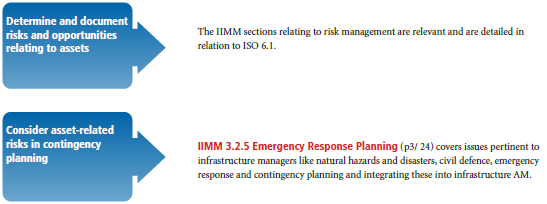 Determine and document
risks and opportunities
relating to assets
The IIMM sections relating to risk management are relevant and are detailed in
relation to ISO 6.1.
Consider asset-related
risks in contingency
planning
IIMM 3.2.5 Emergency Response Planning (p3/ 24) covers issues pertinent to
infrastructure managers like natural hazards and disasters, civil defence, emergency
response and contingency planning and integrating these into infrastructure AM.